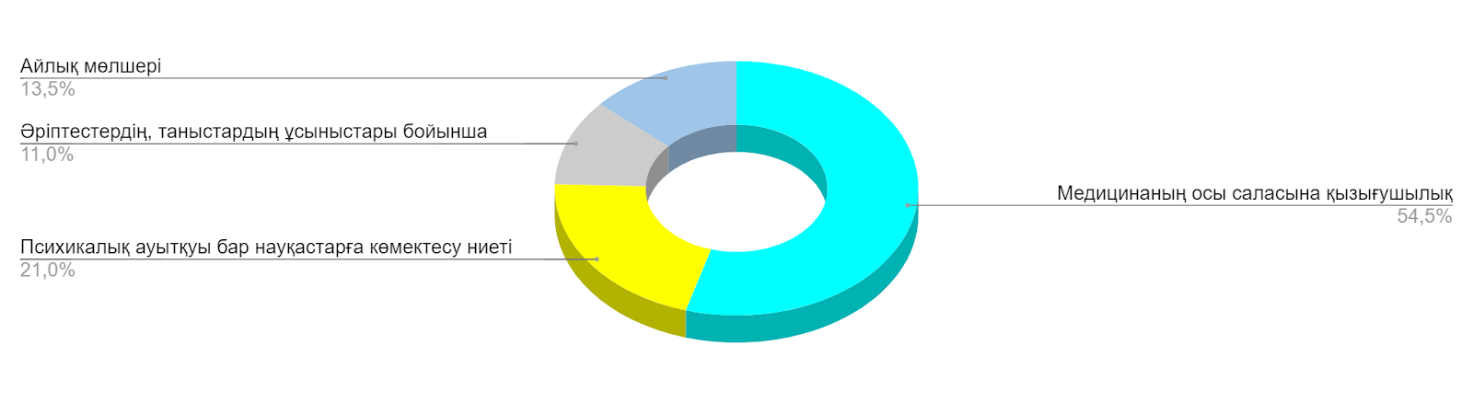 Айлық мөлшері
13,5%
Әріптестердің, таныстардың ұсыныстары бойынша
11,0%
Медицинаның осы саласына қызығушылық
54,5%
Психикалық ауытқуы бар науқастарға көмектесу ниеті
21,0%